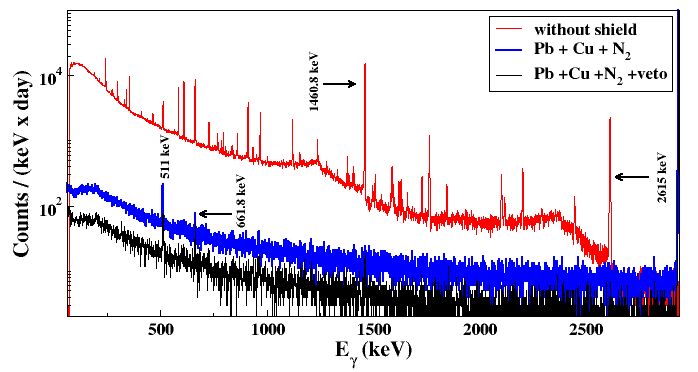 without shield
Pb + Cu + N2
Pb +Cu +N2 +veto
10^4
10^2
Counts / (keV x day)
511 keV
661.8 keV
1460.8 keV
2615 keV
500
1000
1500
2000
2500
Eγ (keV)